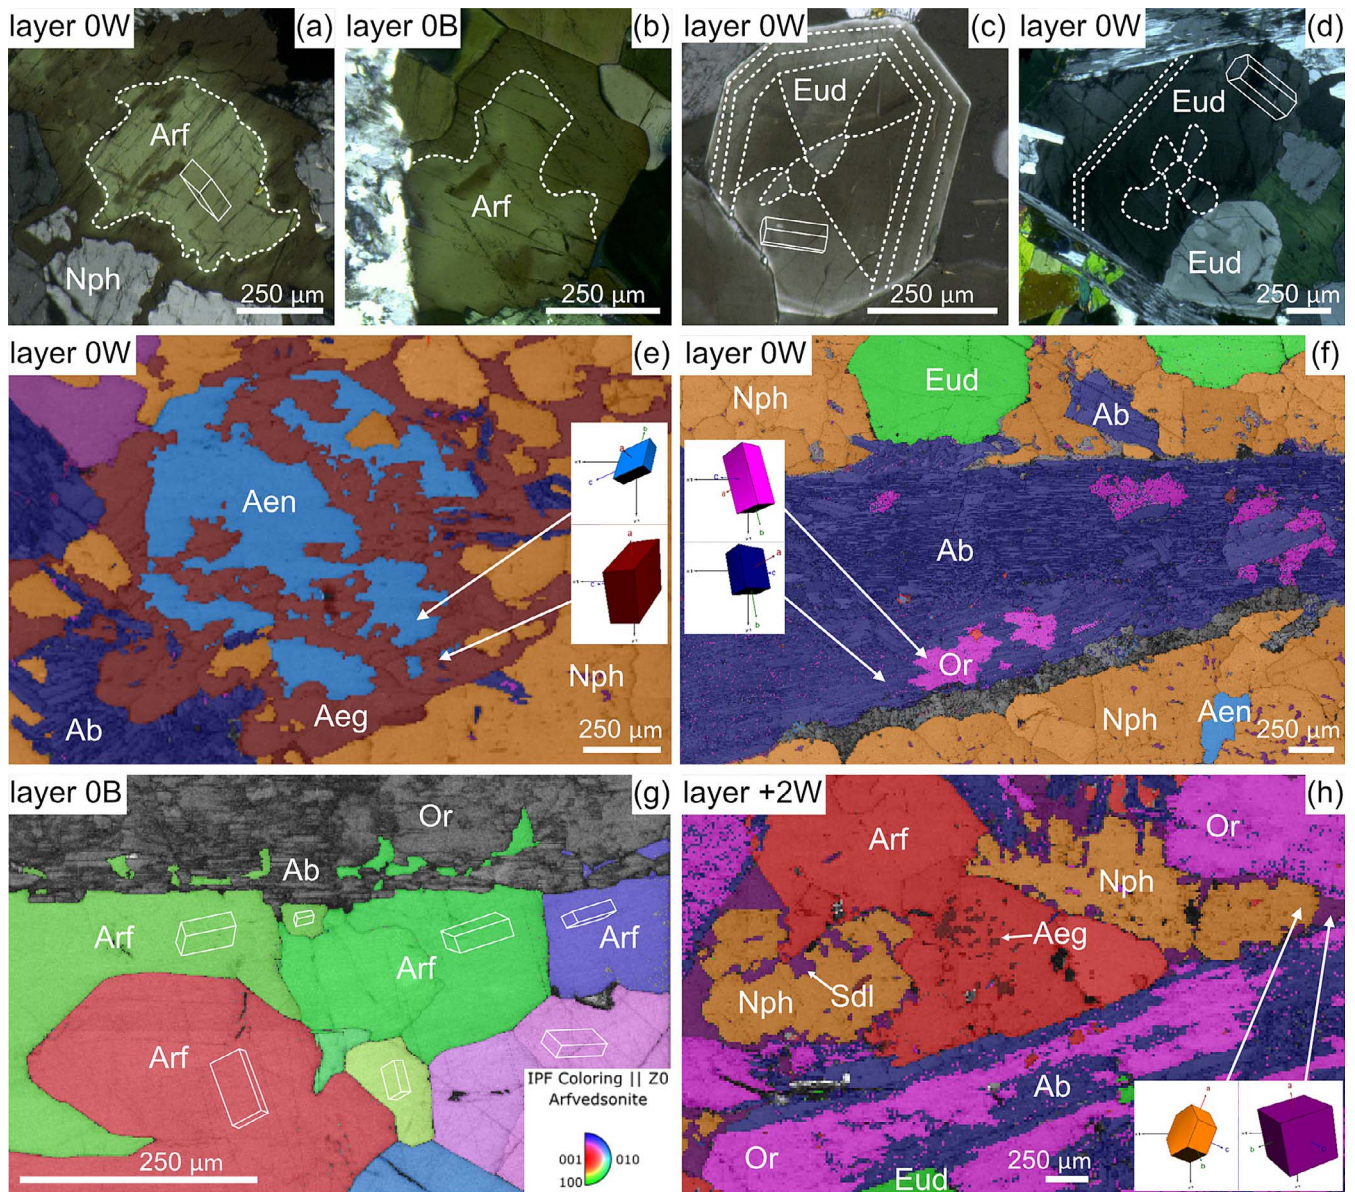 layer 0W
(a)
Arf
Nph
250 µm
layer 0B
(b)
Arf
250 µm
layer 0W
(c)
Eud
250 µm
layer 0W
(d)
Eud
Eud
250 µm
layer 0W
(e)
Aen
Ab
Aeg
Nph
250 µm
b
a
c
a
c
b
layer 0W
(f)
Nph
Eud
Ab
Ab
Or
Nph
Aen
250 µm
c
a
b
a
c
b
layer 0B
(g)
Or
Ab
Arf
Arf
Arf
Arf
250 µm
IPF Coloring || Z0
Arfvedsonite
001
010
100
layer +2W
(h)
Arf
Or
Nph
Aeg
Nph
Sdl
Ab
Or
Eud
250 µm
a
b
a
b
c